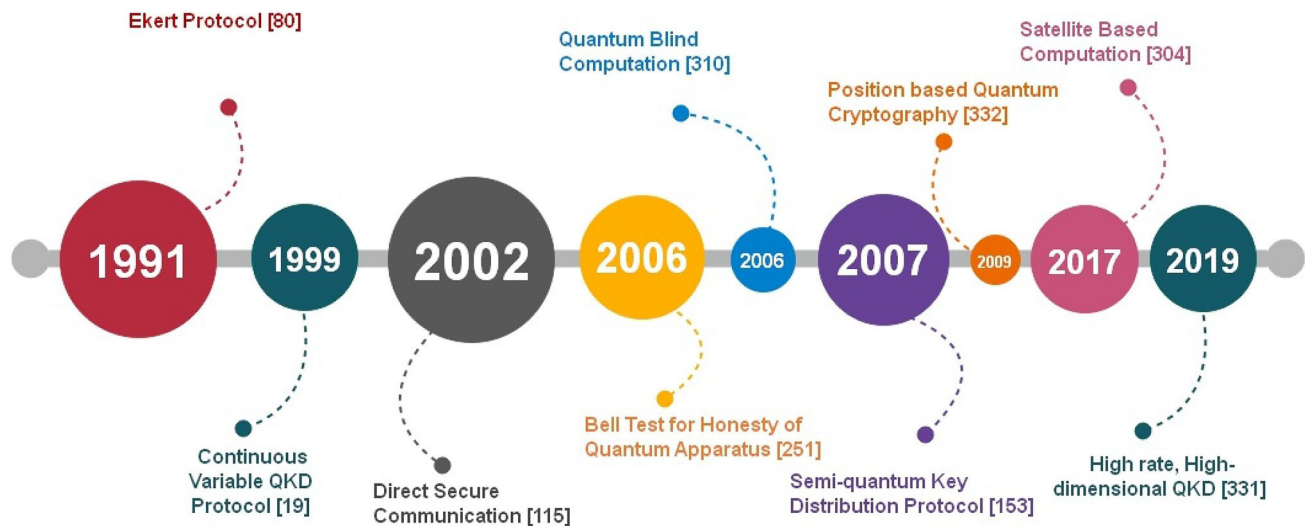 Ekert Protocol [80]
Quantum Blind
Computation [310]
Position based Quantum
Cryptography [332]
Satellite Based
Computation [304]
1991
1999
2002
2006
2006
2007
2009
2017
2019
Continuous
Variable QKD
Protocol [19]
Direct Secure
Communication [115]
Bell Test for Honesty of
Quantum Apparatus [251]
Semi-quantum Key
Distribution Protocol [153]
High rate, High-
dimensional QKD [331]